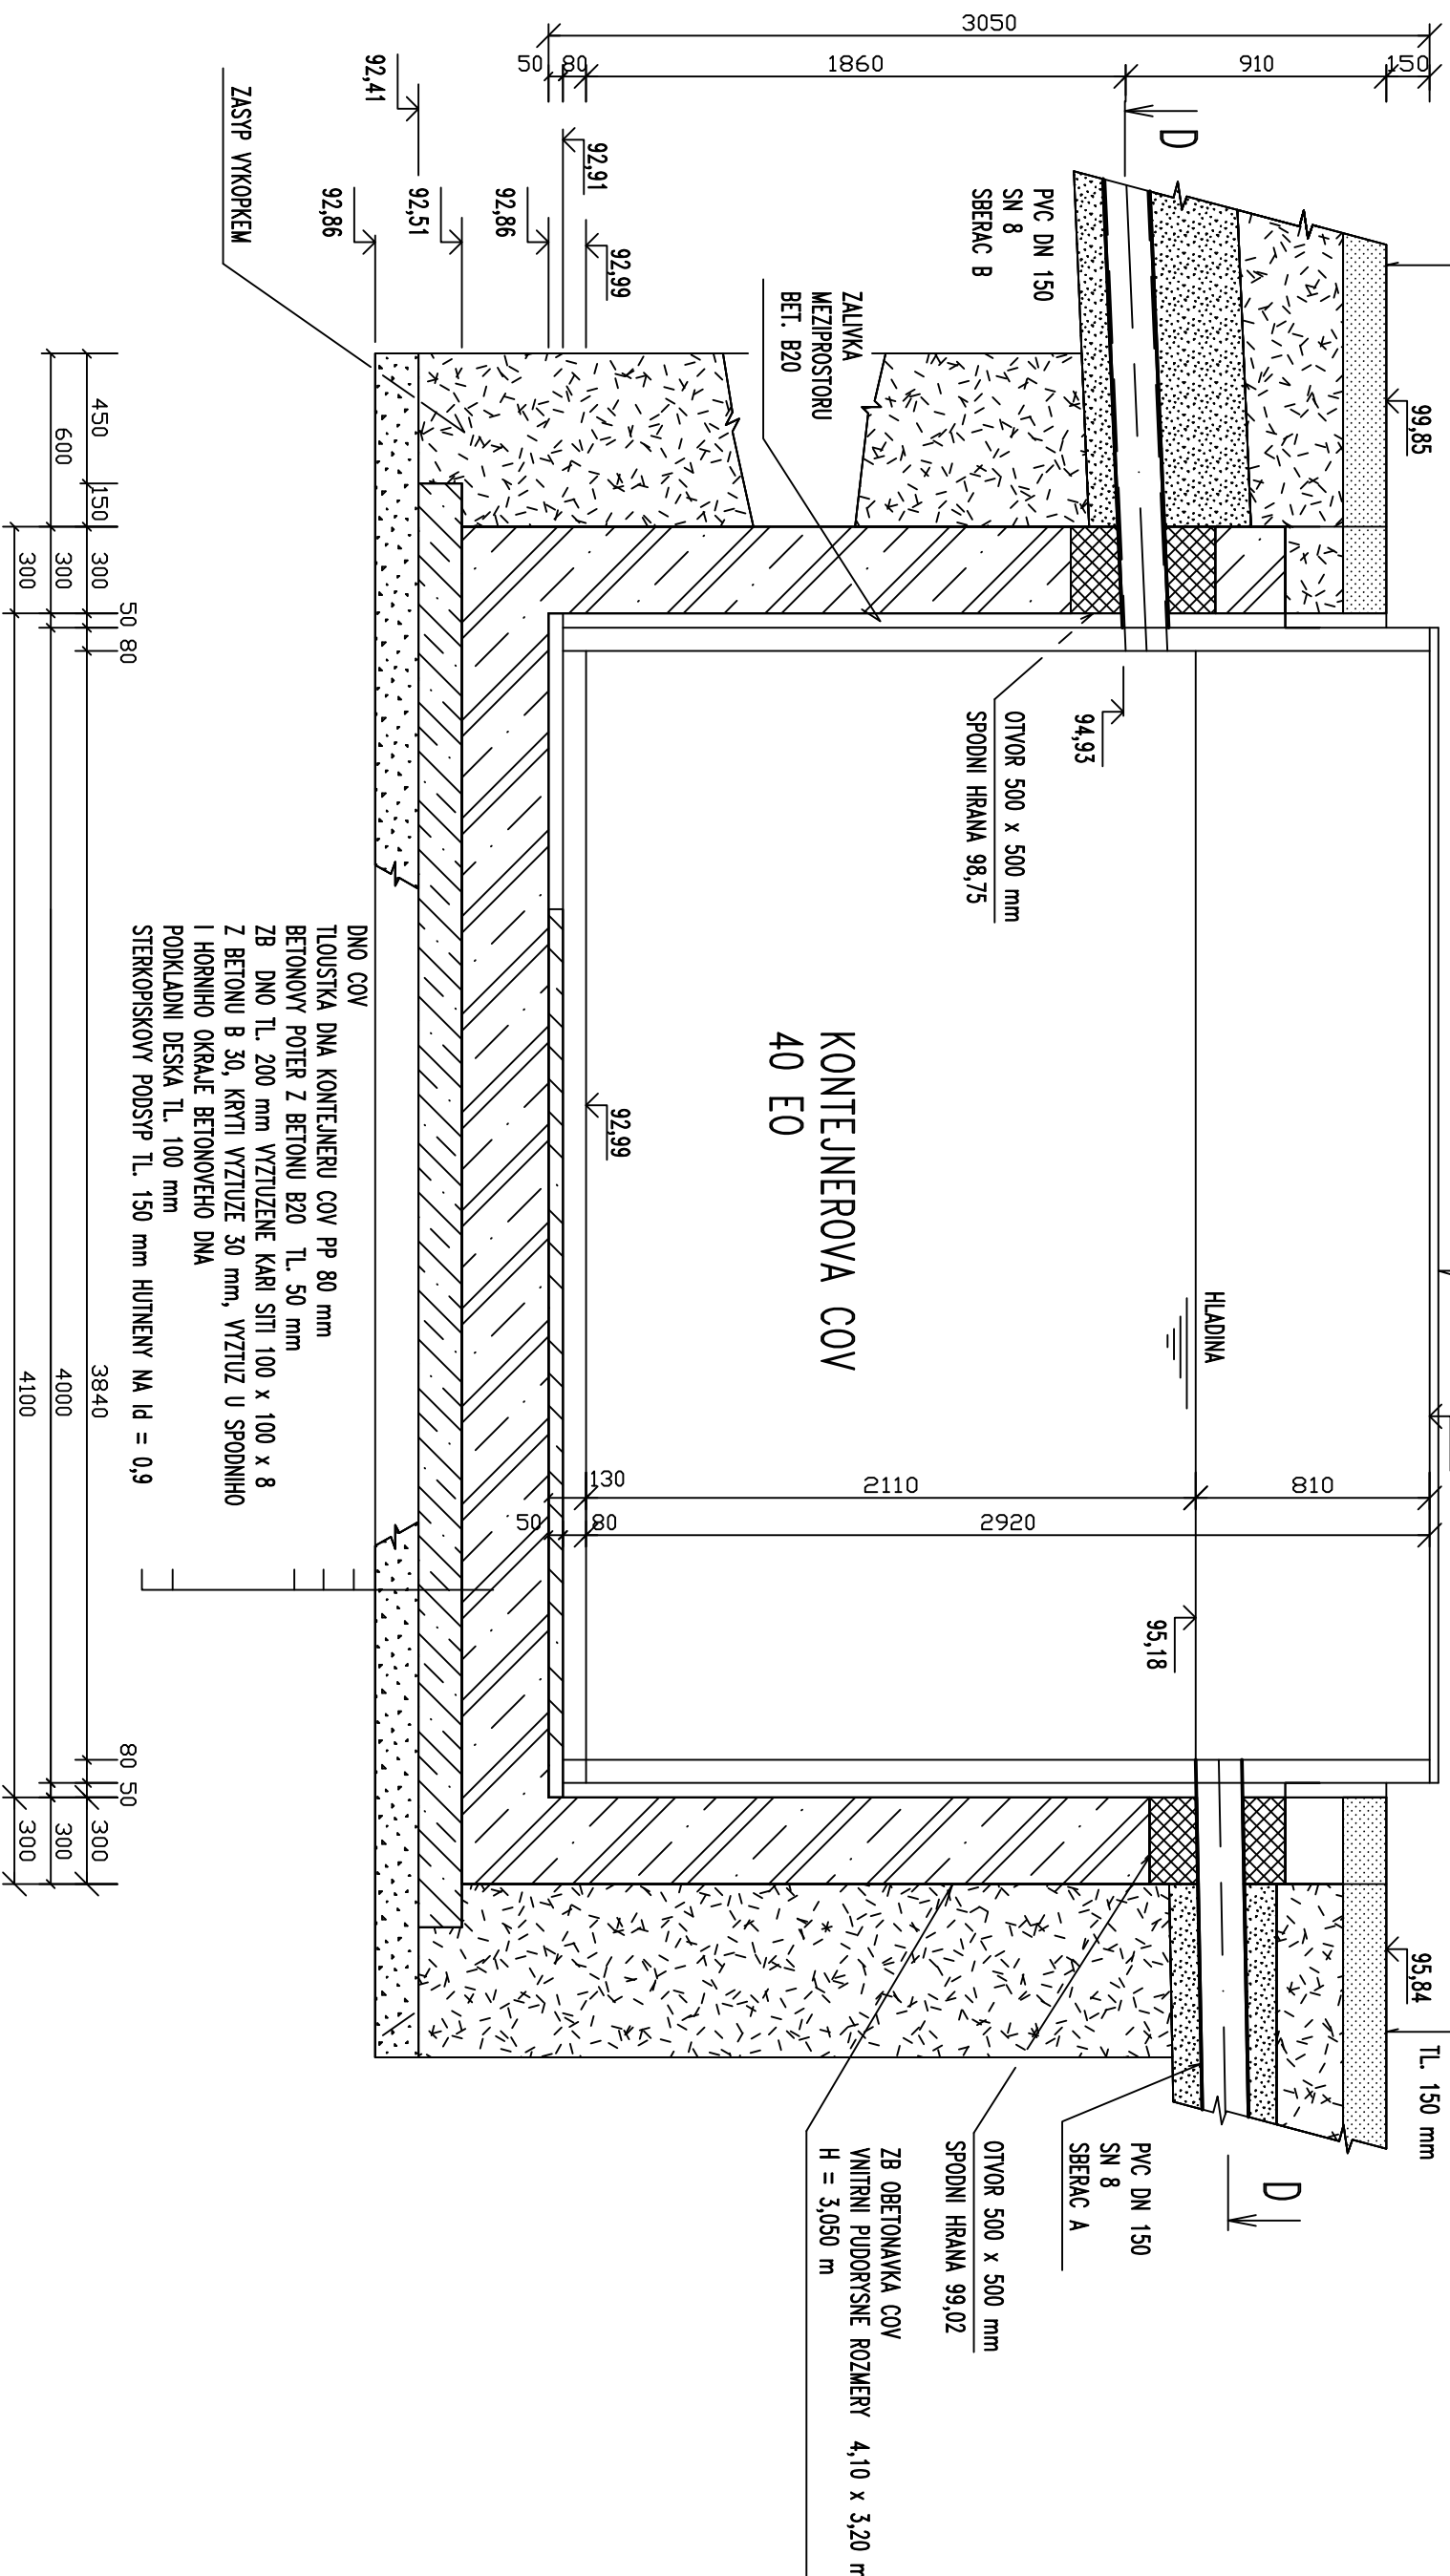 3050
50
80
1860
910
150
D
92,41
92,91
92,99
92,86
92,51
92,86
ZASYP VYKOPKEM
PVC DN 150
SN 8
SBERAC B
99,85
ZALIVKA
MEZIPROSTORU
BET. B20
450
150
300
50
80
600
300
300
94,93
OTVOR 500 x 500 mm
SPODNI HRANA 98,75
KONTEJNEROVA COV
40 EO
92,99
HLADINA
DNO COV
TLOUSTKA DNA KONTEJNERU COV PP 80 mm
BETONOVY POTER Z BETONU B20 TL. 50 mm
ZB DNO TL. 200 mm VYZTUZENE KARI SITI 100 x 100 x 8
Z BETONU B 30, KRYTI VYZTUZE 30 mm, VYZTUZ U SPODNIHO
I HORNIHO OKRAJE BETONOVEHO DNA
PODKLADNI DESKA TL. 100 mm
STERKOPISKOVY PODSYP TL. 150 mm HUTNENY NA Id = 0,9
3840
4000
4100
130
2110
810
50
80
2920
95,18
80
50
300
300
300
95,84
TL. 150 mm
D
PVC DN 150
SN 8
SBERAC A
OTVOR 500 x 500 mm
SPODNI HRANA 99,02
ZB OBETONAVKA COV
VNITRNI PUDORYSNE ROZMERY 4,10 x 3,20 m
H = 3,050 m